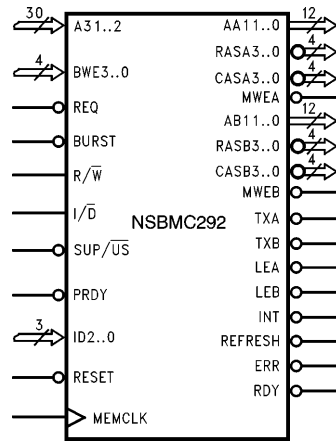 30
A31..2
4
BWE3..0
REQ
BURST
R/W̅
I/D̅
SUP/U̅S̅
PRDY
3
ID2..0
RESET
MEMCLK
NSBMC292
12
AA11..0
4
RASA3..0
4
CASA3..0
MWEA
12
AB11..0
4
RASB3..0
4
CASB3..0
MWEB
TXA
TXB
LEA
LEB
INT
REFRESH
ERR
RDY